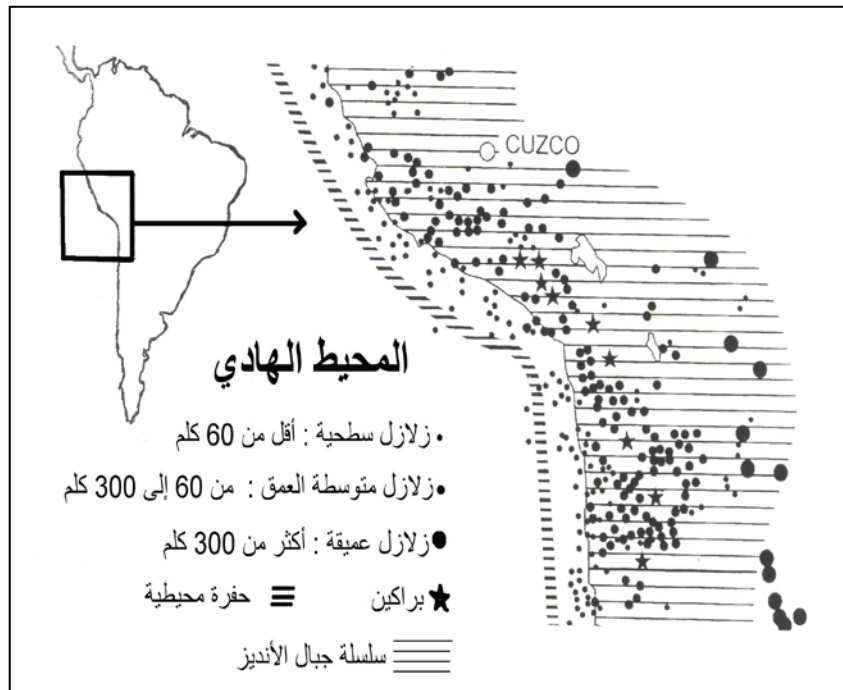 CUZCO
المحيط الهادي
زلازل سطحية : أقل من 60 كلم
زلازل متوسطة العمق : من 60 إلى 300 كلم
زلازل عميقة : أكثر من 300 كلم
براكين
حفرة محيطية
سلسلة جبال الأنديز